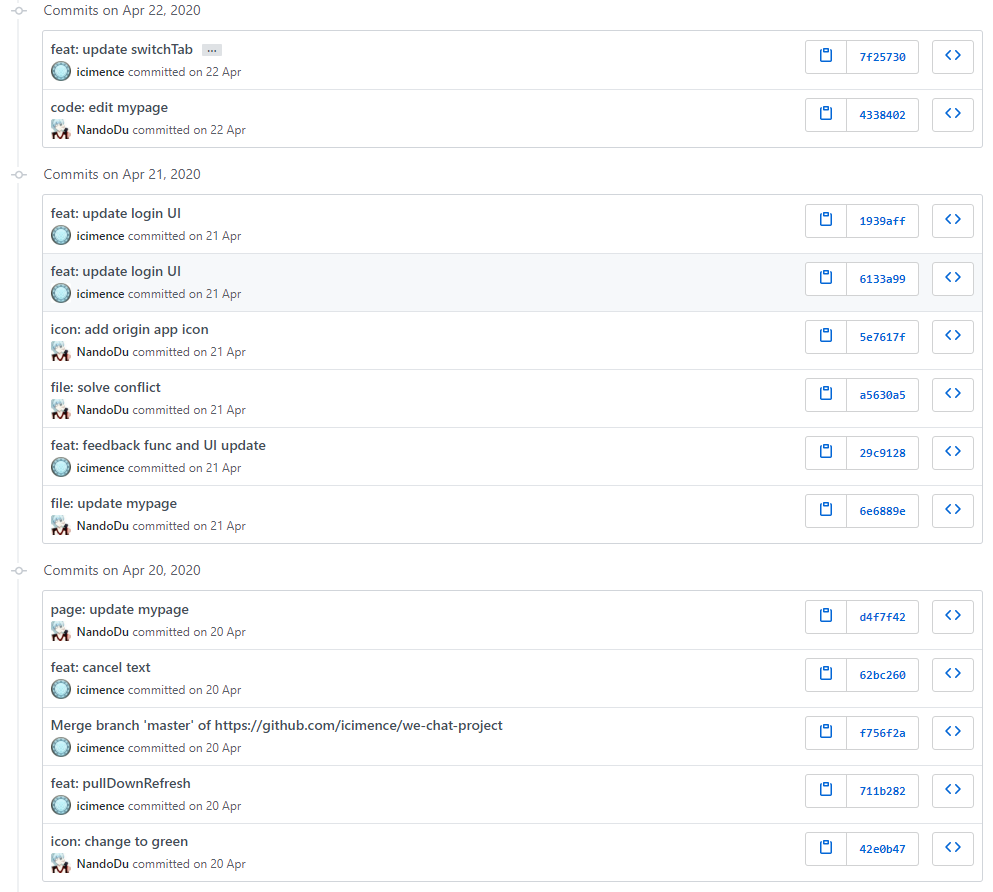 Commits on Apr 22, 2020
feat: update switchTab ...
7f25730
icimence committed on 22 Apr
code: edit mypage
4338402
NandoDu committed on 22 Apr
Commits on Apr 21, 2020
feat: update login UI
1939aff
icimence committed on 21 Apr
feat: update login UI
6133a99
icimence committed on 21 Apr
icon: add origin app icon
5e7617f
NandoDu committed on 21 Apr
file: solve conflict
a5630a5
NandoDu committed on 21 Apr
feat: feedback func and UI update
29c9128
icimence committed on 21 Apr
file: update mypage
6e6889e
NandoDu committed on 21 Apr
Commits on Apr 20, 2020
page: update mypage
d4f7f42
NandoDu committed on 20 Apr
feat: cancel text
62bc260
icimence committed on 20 Apr
Merge branch 'master' of https://github.com/icimence/we-chat-project
f756f2a
icimence committed on 20 Apr
feat: pullDownRefresh
711b282
icimence committed on 20 Apr
icon: change to green
42e0b47
NandoDu committed on 20 Apr